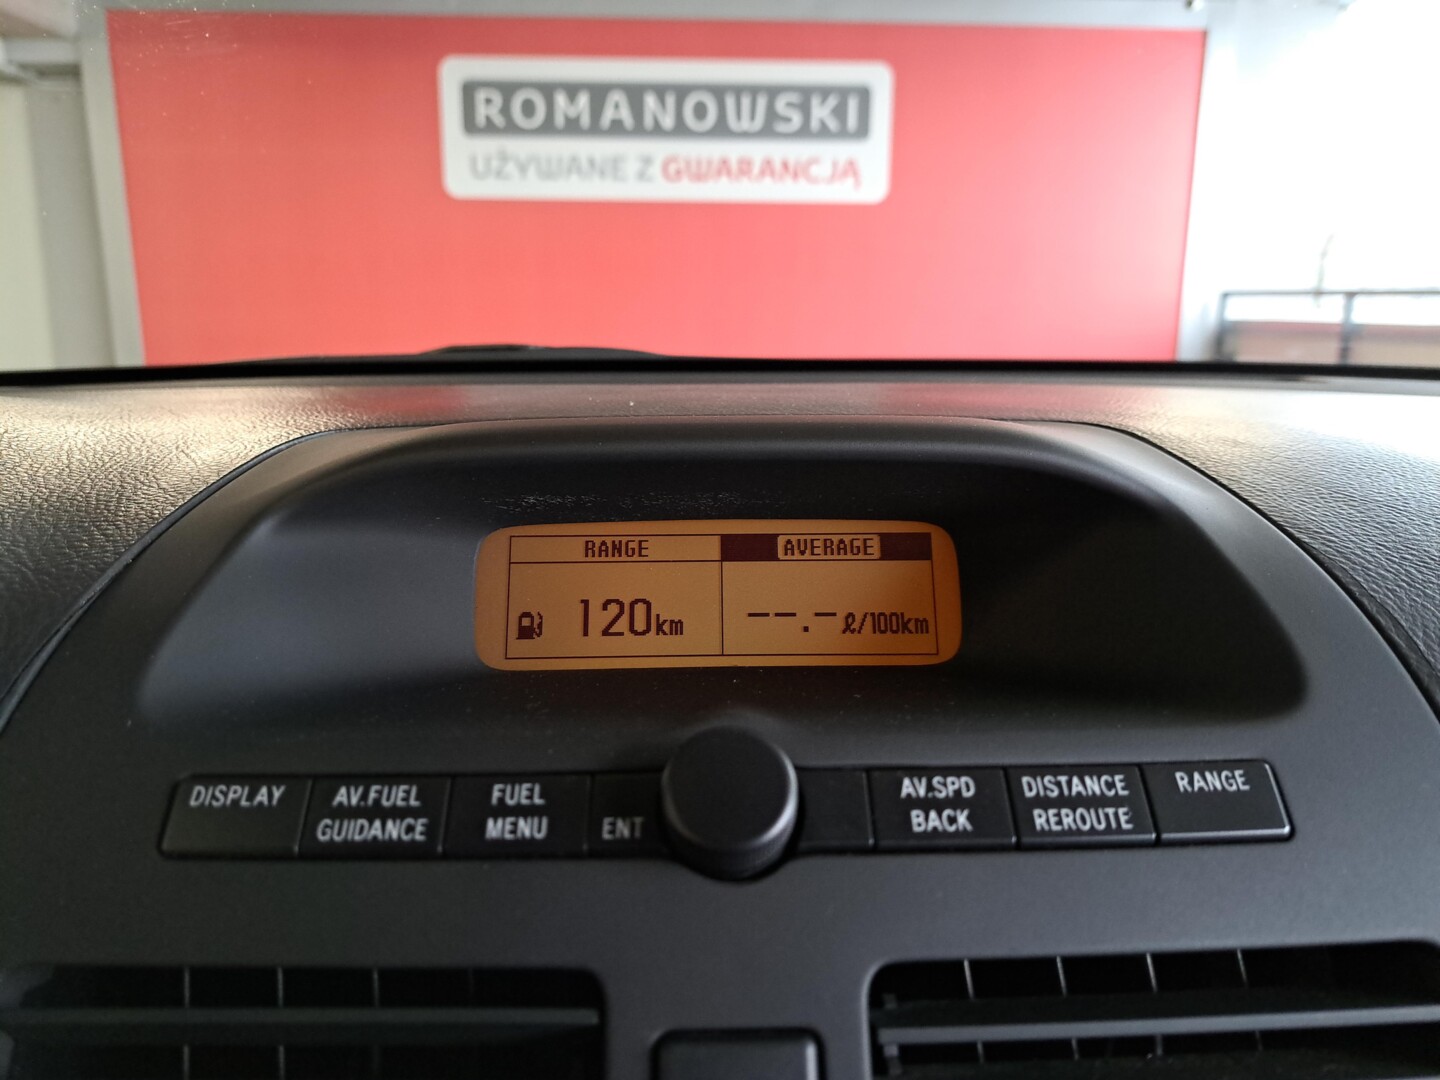 ROMANOWSKI
UŻYWANE Z GWARANCJĄ
RANGE
AVERAGE
120km
--.- ℓ/100km
DISPLAY
AV.FUEL
GUIDANCE
FUEL
MENU
ENT
AV.SPD
BACK
DISTANCE
REROUTE
RANGE